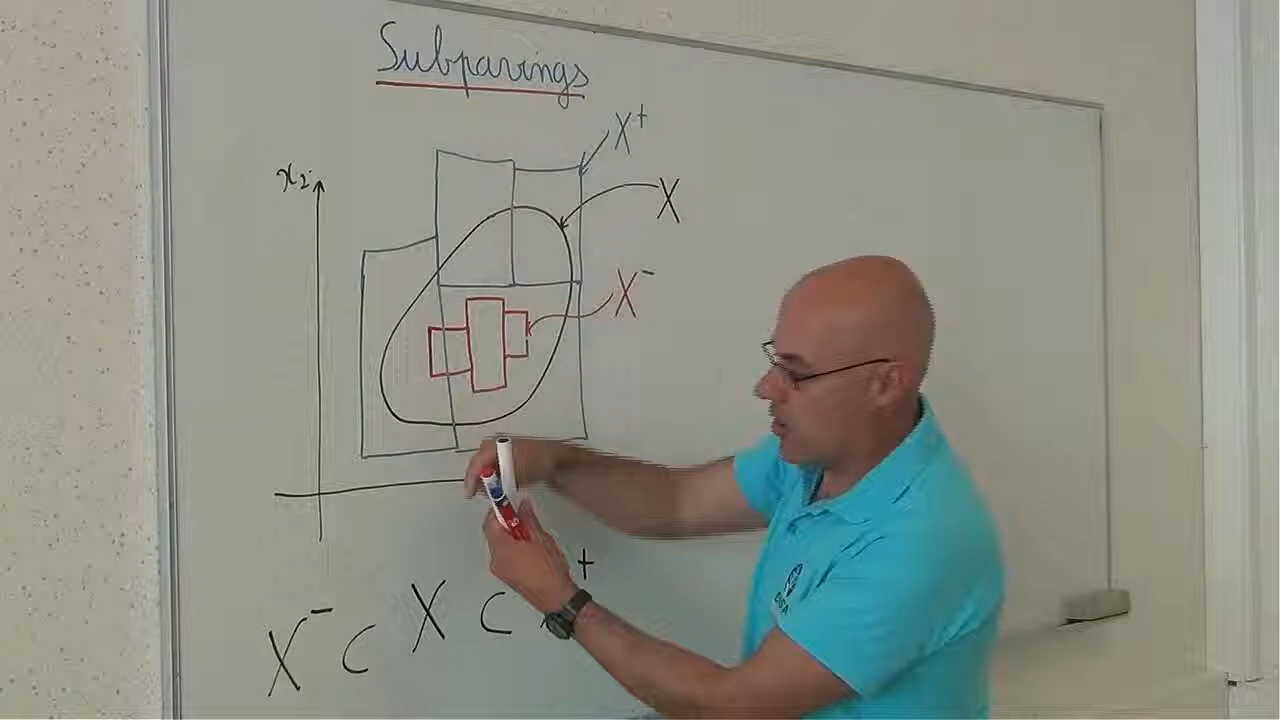 Subpavings
X⁺
x₂
X
X⁻
X⁻ ⊂ X ⊂ ⁺